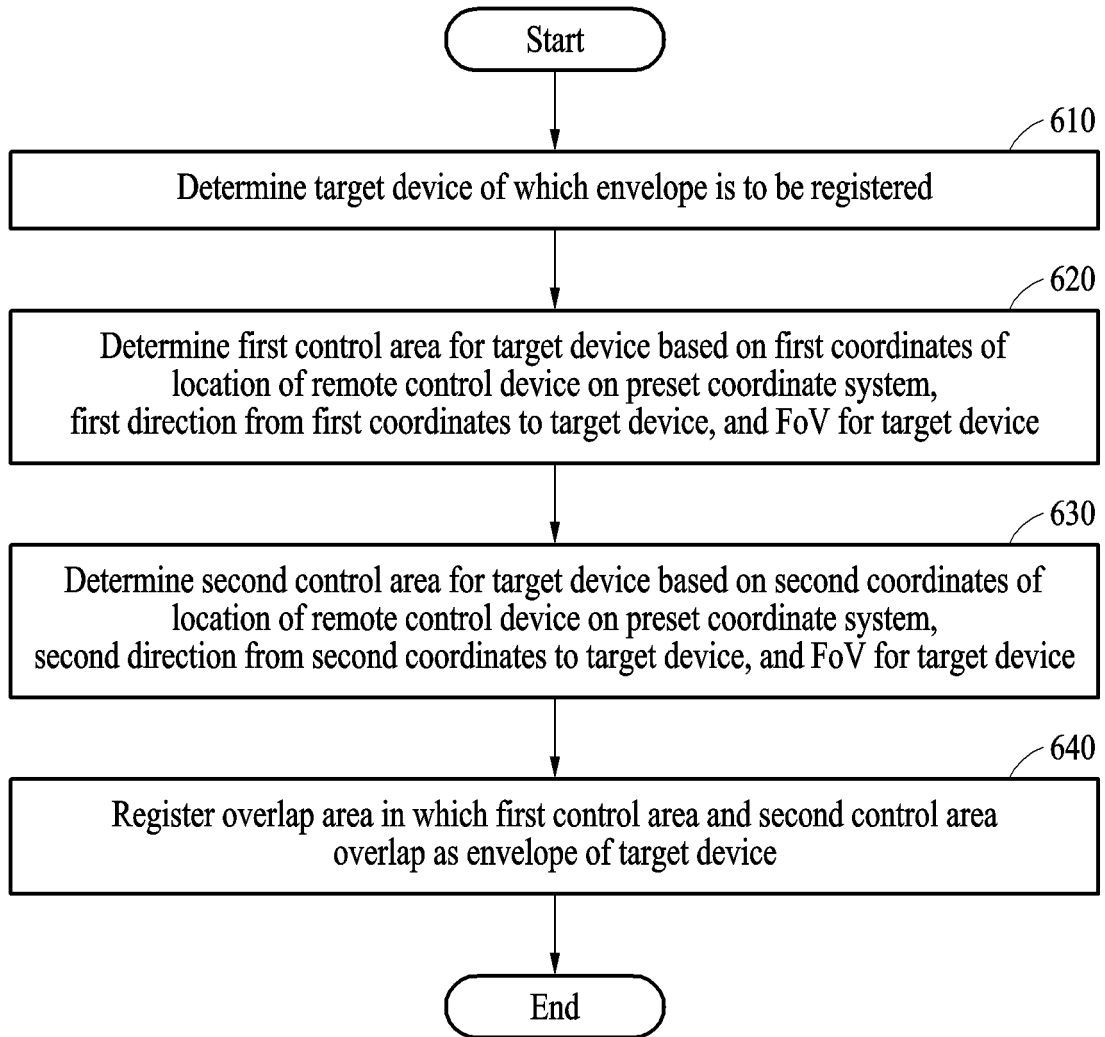 Start
610
Determine target device of which envelope is to be registered
620
Determine first control area for target device based on first coordinates of
location of remote control device on preset coordinate system,
first direction from first coordinates to target device, and FoV for target device
630
Determine second control area for target device based on second coordinates of
location of remote control device on preset coordinate system,
second direction from second coordinates to target device, and FoV for target device
640
Register overlap area in which first control area and second control area
overlap as envelope of target device
End